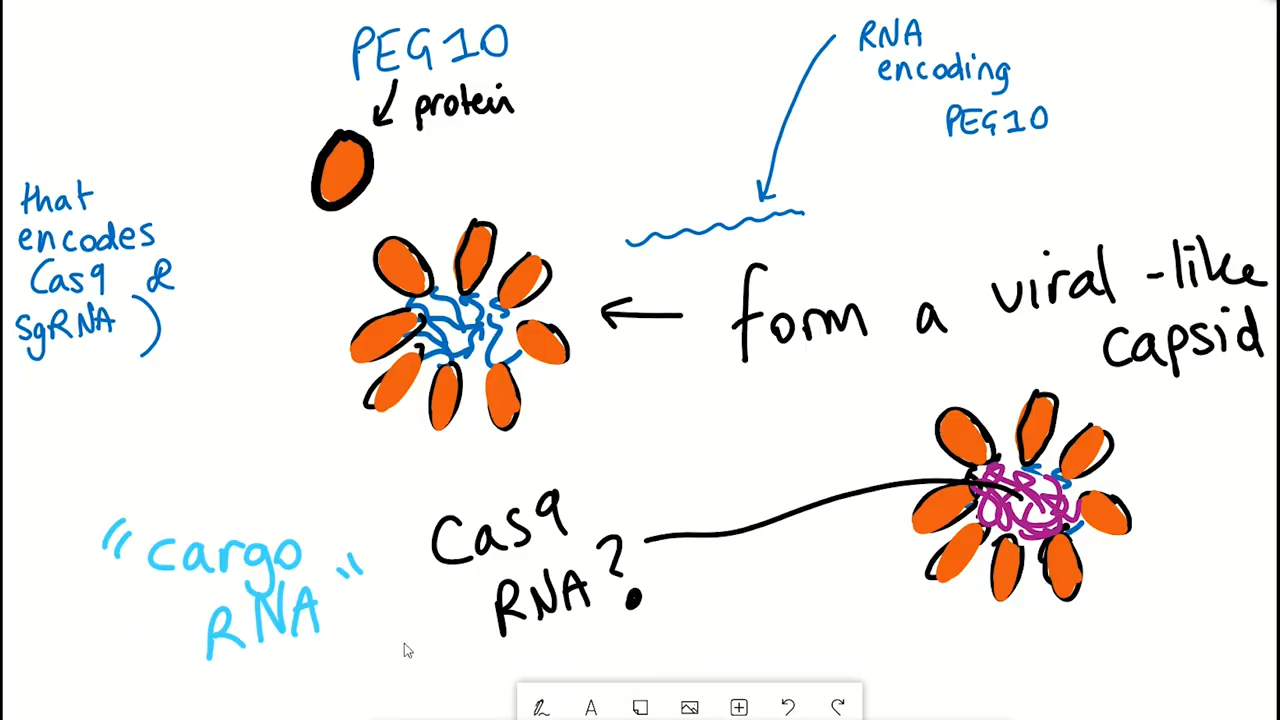 PEG10
protein
RNA
encoding
PEG10
that
encodes
Cas9 &
sgRNA )
form a viral-like
capsid
Cas9
RNA?
"cargo
RNA"
A